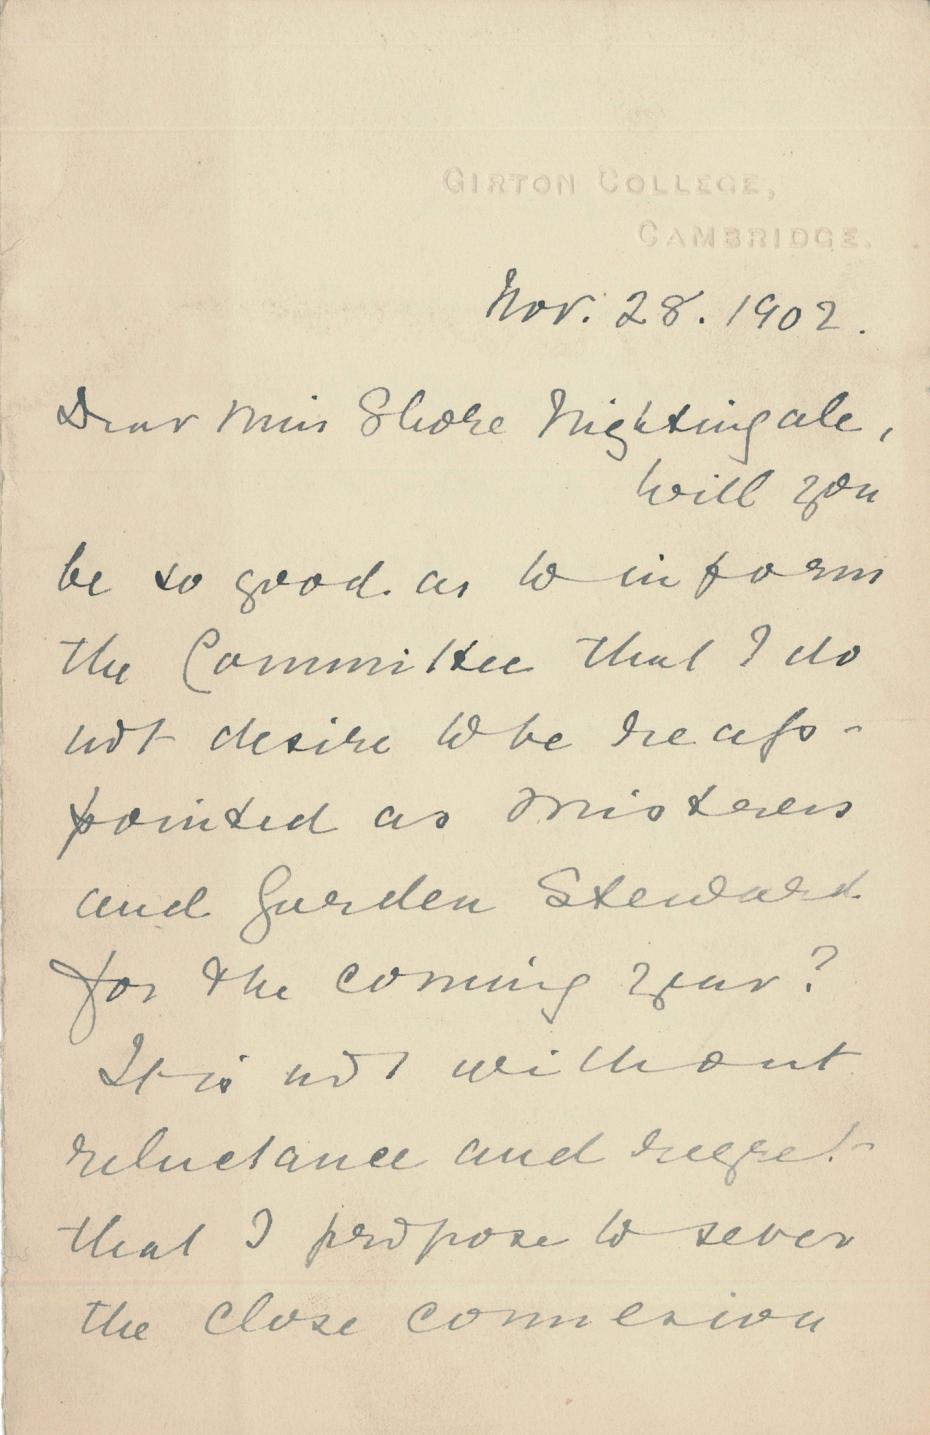 GIRTON COLLEGE,
CAMBRIDGE.
Nov. 28. 1902.
Dear Miss Shore Nightingale,
Will you
be so good as to inform
the Committee that I do
not desire to be reap-
pointed as Mistress
and Garden Steward
for the coming year?
It is not without
reluctance and regret
that I propose to sever
the close connexion